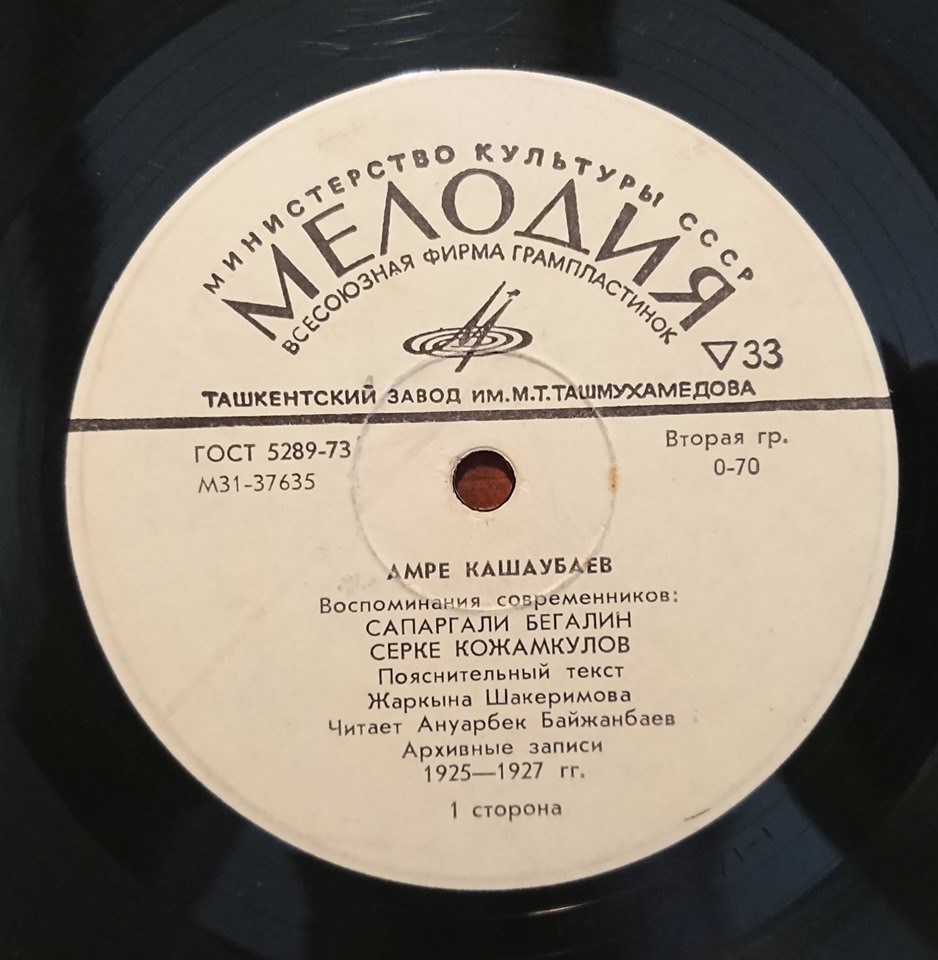 МИНИСТЕРСТВО КУЛЬТУРЫ СССР
МЕЛОДИЯ
ВСЕСОЮЗНАЯ ФИРМА ГРАМПЛАСТИНОК
33
ТАШКЕНТСКИЙ ЗАВОД ИМ.М.Т.ТАШМУХАМЕДОВА
ГОСТ 5289-73
М31-37635
Вторая гр.
0-70
АМРЕ КАШАУБАЕВ
Воспоминания современников:
САПАРГАЛИ БЕГАЛИН
СЕРКЕ КОЖАМКУЛОВ
Пояснительный текст
Жаркына Шакеримова
Читает Ануарбек Байжанбаев
Архивные записи
1925—1927 гг.
1 сторона